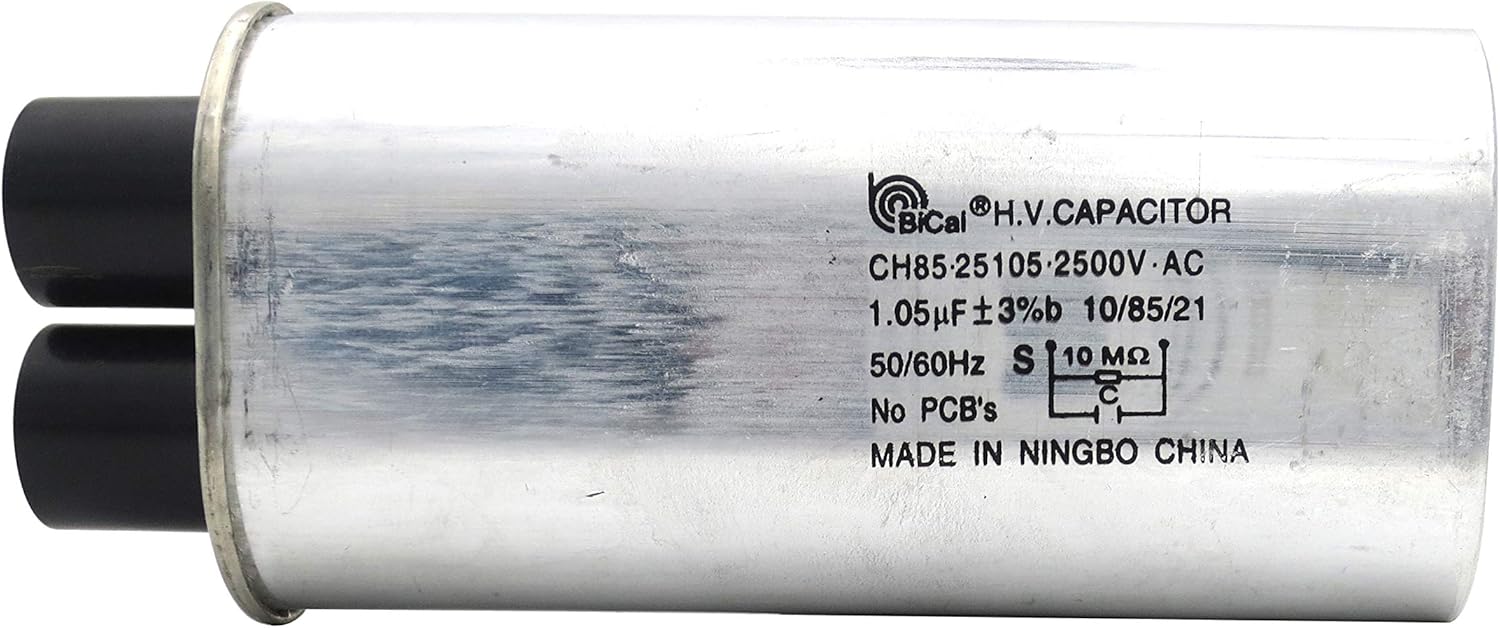 BiCai® H.V.CAPACITOR
CH85·25105·2500V·AC
1.05µF±3%b 10/85/21
50/60Hz S 10 MΩ
C
No PCB's
MADE IN NINGBO CHINA